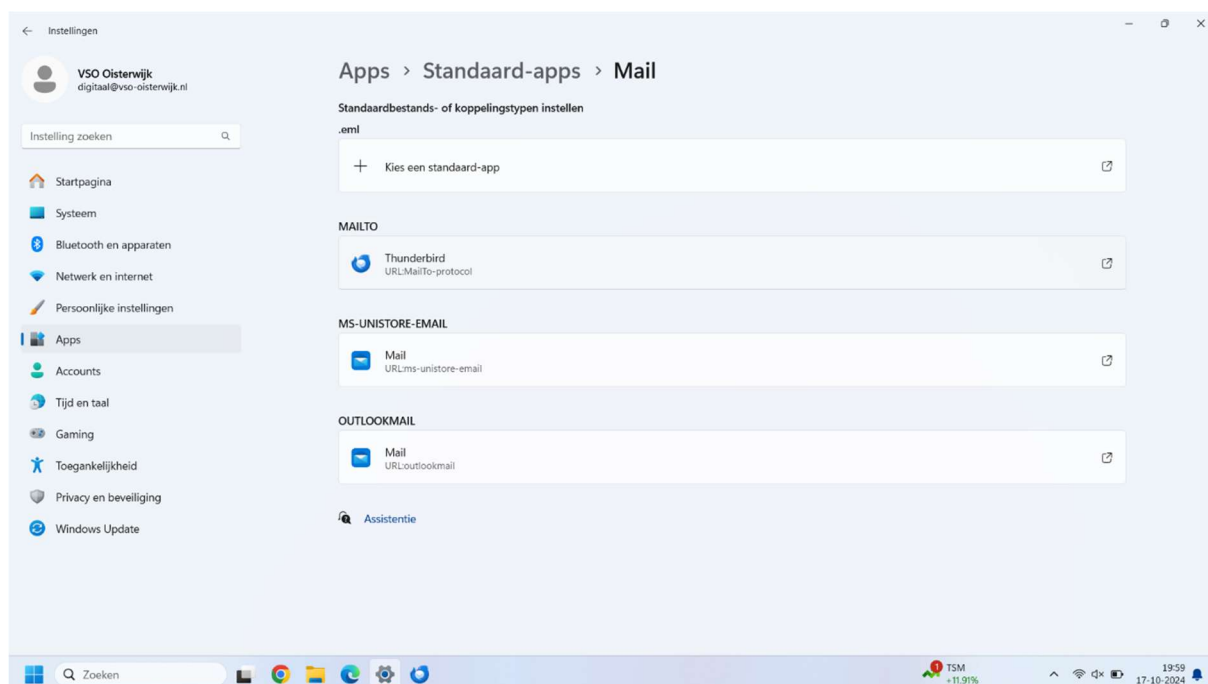 Instellingen
VSO Oisterwijk
digitaal@vso-oisterwijk.nl
Instelling zoeken
Startpagina
Systeem
Bluetooth en apparaten
Netwerk en internet
Persoonlijke instellingen
Apps
Accounts
Tijd en taal
Gaming
Toegankelijkheid
Privacy en beveiliging
Windows Update
Apps > Standaard-apps > Mail
Standaardbestands- of koppelingstypen instellen
.eml
Kies een standaard-app
MAILTO
Thunderbird
URL:MailTo-protocol
MS-UNISTORE-EMAIL
Mail
URL:ms-unistore-email
OUTLOOKMAIL
Mail
URL:outlookmail
Assistentie
Zoeken
1
TSM
+11.91%
19:59
17-10-2024